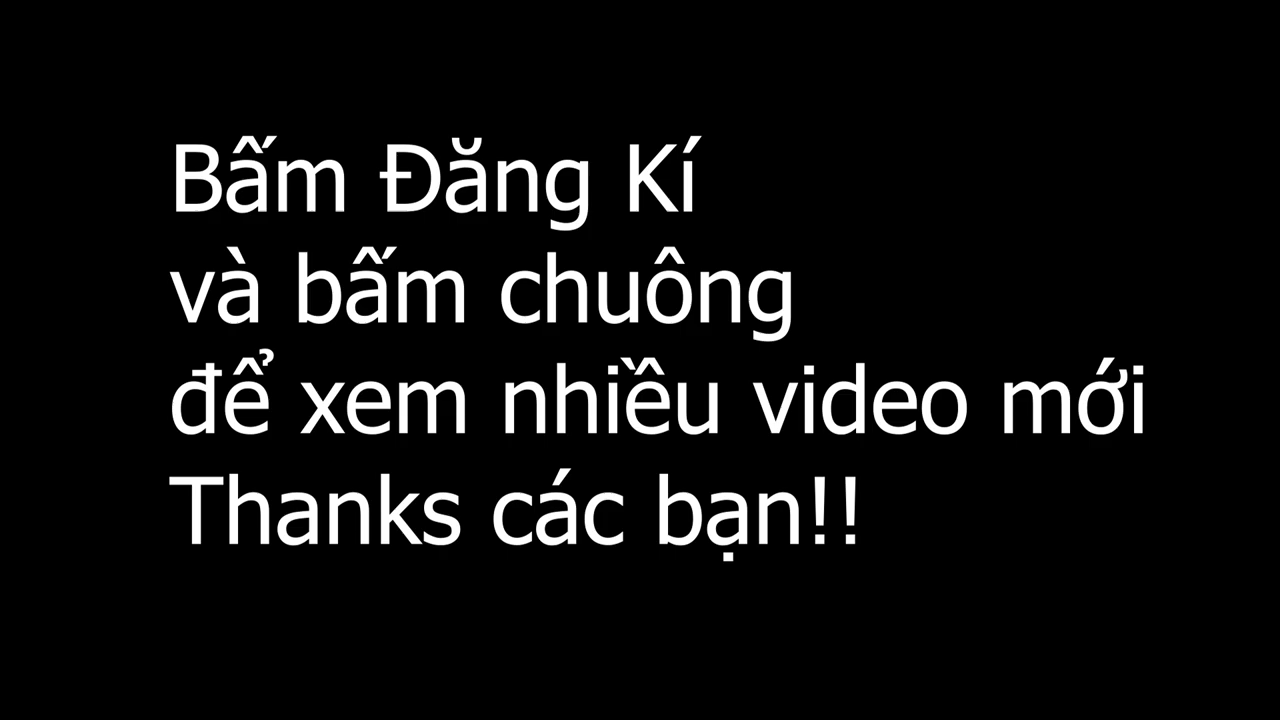 Bấm Đăng Kí
và bấm chuông
để xem nhiều video mới
Thanks các bạn!!